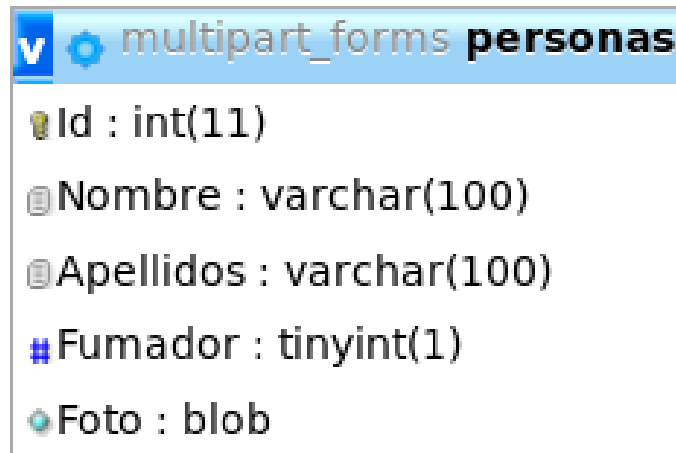 v multipart_forms personas
Id : int(11)
Nombre : varchar(100)
Apellidos : varchar(100)
# Fumador : tinyint(1)
Foto : blob